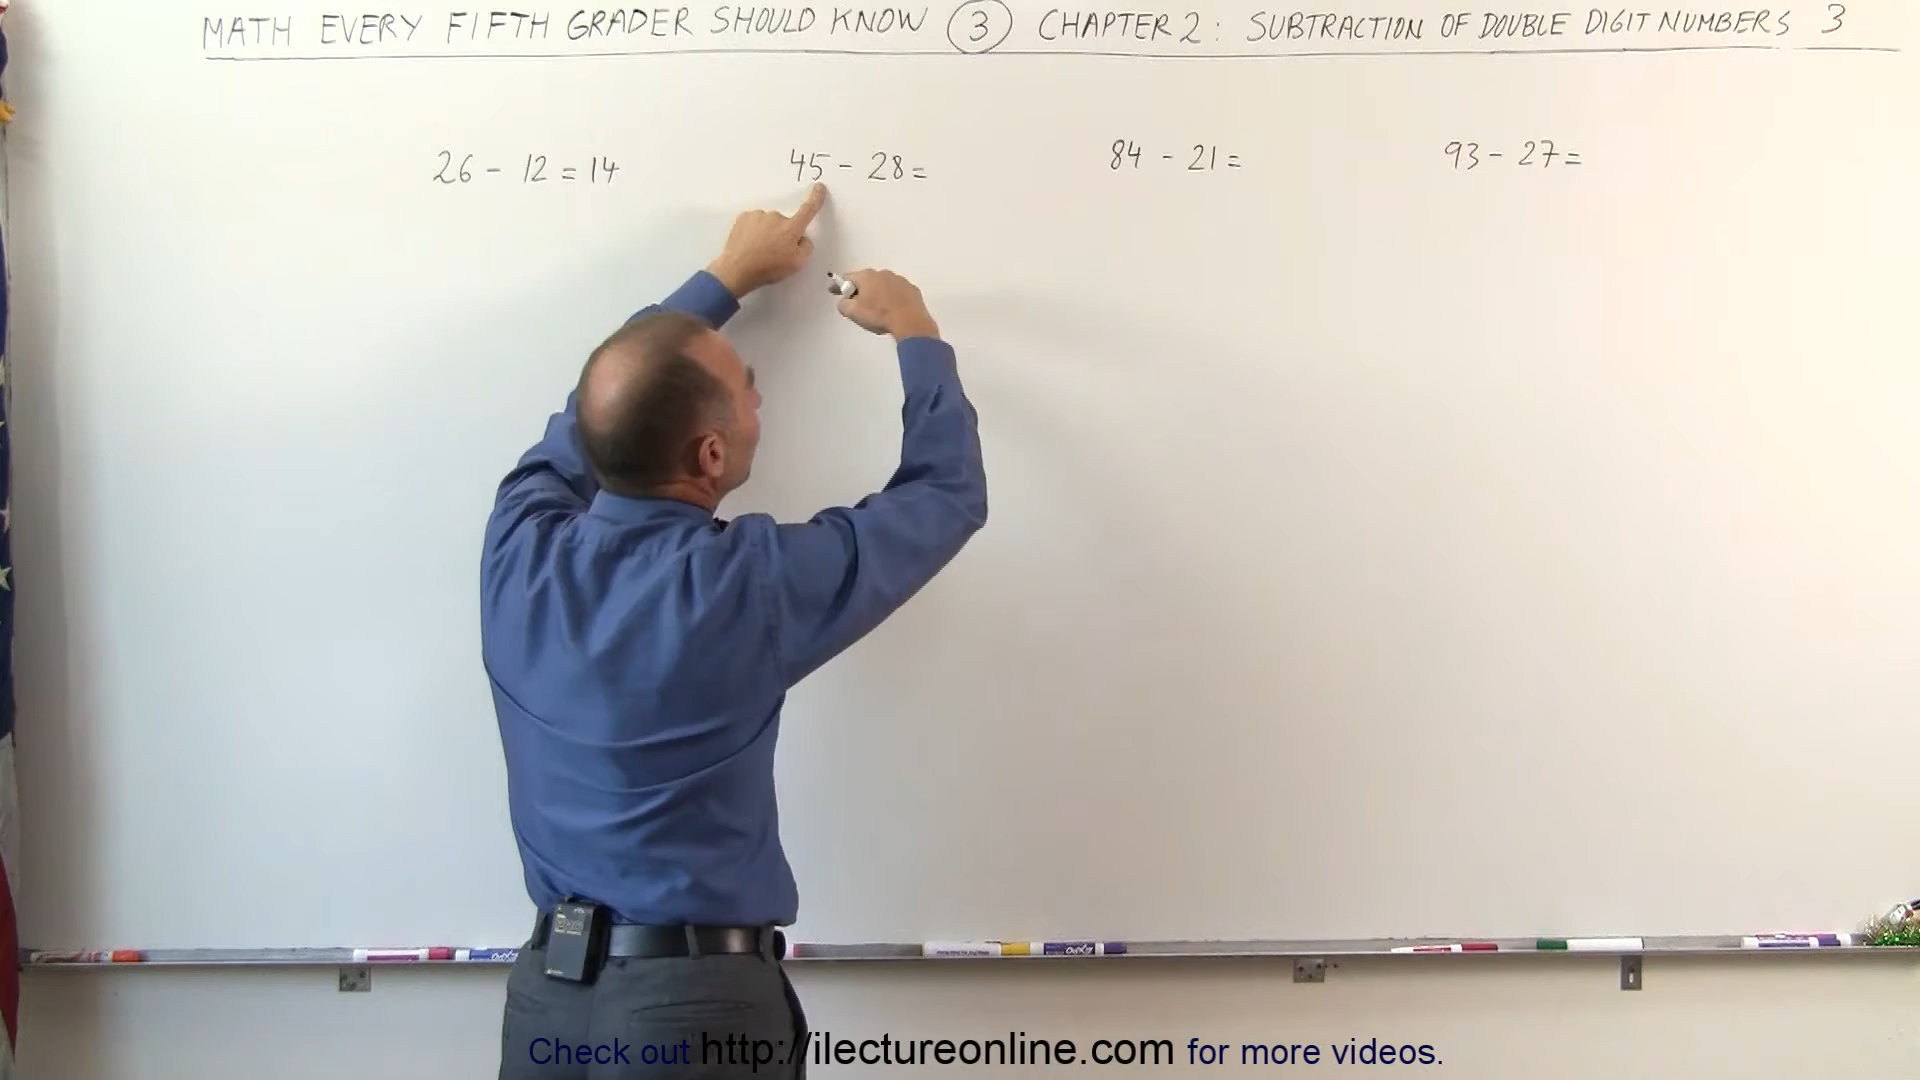 MATH EVERY FIFTH GRADER SHOULD KNOW 3 CHAPTER 2: SUBTRACTION OF DOUBLE DIGIT NUMBERS 3
26 - 12 = 14 45 - 28 = 84 - 21 = 93 - 27 =
Check out http://ilectureonline.com for more videos.